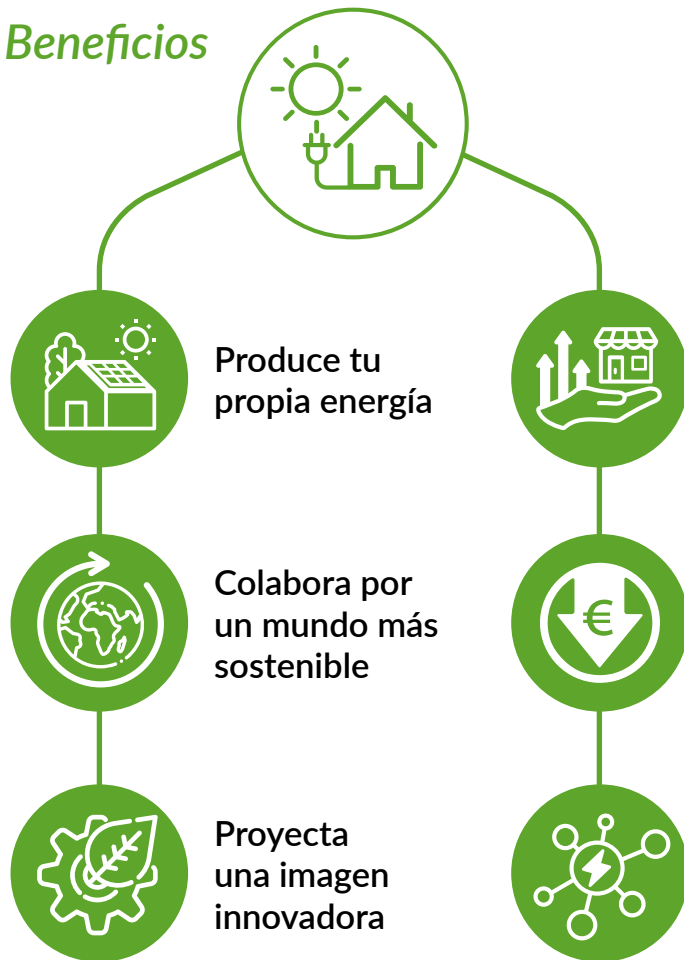 Beneficios
Produce tu
propia energía
Colabora por
un mundo más
sostenible
€
Proyecta
una imagen
innovadora